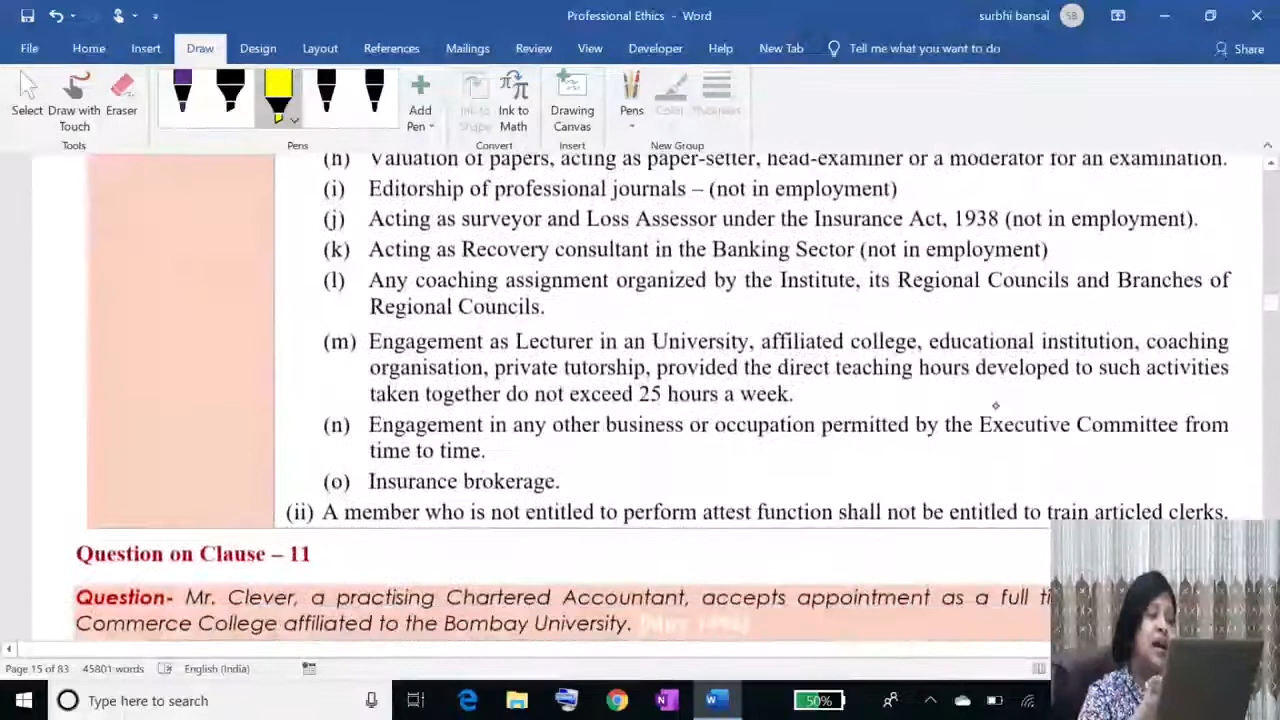 Professional Ethics - Word
surbhi bansal
SB
File
Home
Insert
Draw
Design
Layout
References
Mailings
Review
View
Developer
Help
New Tab
Tell me what you want to do
Share
Select
Draw with Touch
Eraser
Add Pen
Ink to Shape
Ink to Math
Drawing Canvas
Pens
Color
Thickness
Tools
Pens
Convert
Insert
New Group
(h) Valuation of papers, acting as paper-setter, head-examiner or a moderator for an examination.
(i) Editorship of professional journals – (not in employment)
(j) Acting as surveyor and Loss Assessor under the Insurance Act, 1938 (not in employment).
(k) Acting as Recovery consultant in the Banking Sector (not in employment)
(l) Any coaching assignment organized by the Institute, its Regional Councils and Branches of
Regional Councils.
(m) Engagement as Lecturer in an University, affiliated college, educational institution, coaching
organisation, private tutorship, provided the direct teaching hours developed to such activities
taken together do not exceed 25 hours a week.
(n) Engagement in any other business or occupation permitted by the Executive Committee from
time to time.
(o) Insurance brokerage.
(ii) A member who is not entitled to perform attest function shall not be entitled to train articled clerks.
Question on Clause – 11
Question- Mr. Clever, a practising Chartered Accountant, accepts appointment as a full
Commerce College affiliated to the Bombay University.
Page 15 of 83
45801 words
English (India)
Type here to search
50%